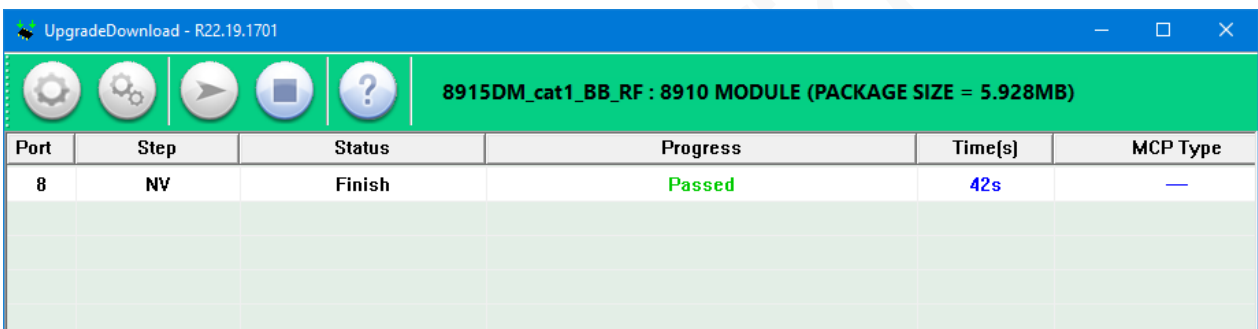 UpgradeDownload - R22.19.1701
8915DM_cat1_BB_RF : 8910 MODULE (PACKAGE SIZE = 5.928MB)
Port Step Status Progress Time(s) MCP Type
8 NV Finish Passed 42s —